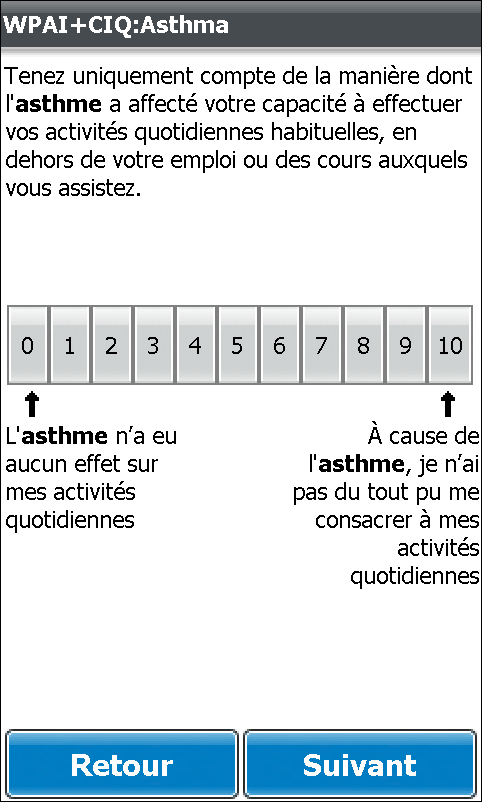 WPAI+CIQ:Asthma
Tenez uniquement compte de la manière dont
l'asthme a affecté votre capacité à effectuer
vos activités quotidiennes habituelles, en
dehors de votre emploi ou des cours auxquels
vous assistez.
0 1 2 3 4 5 6 7 8 9 10
L'asthme n’a eu
aucun effet sur
mes activités
quotidiennes
À cause de
l'asthme, je n’ai
pas du tout pu me
consacrer à mes
activités
quotidiennes
Retour
Suivant